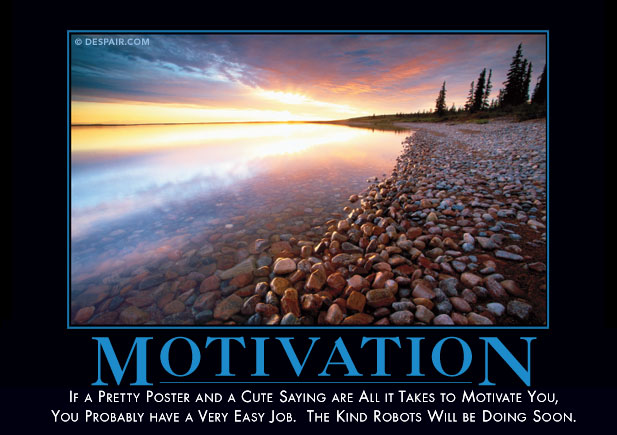 © DESPAIR.COM
MOTIVATION
IF A PRETTY POSTER AND A CUTE SAYING ARE ALL IT TAKES TO MOTIVATE YOU,
YOU PROBABLY HAVE A VERY EASY JOB. THE KIND ROBOTS WILL BE DOING SOON.